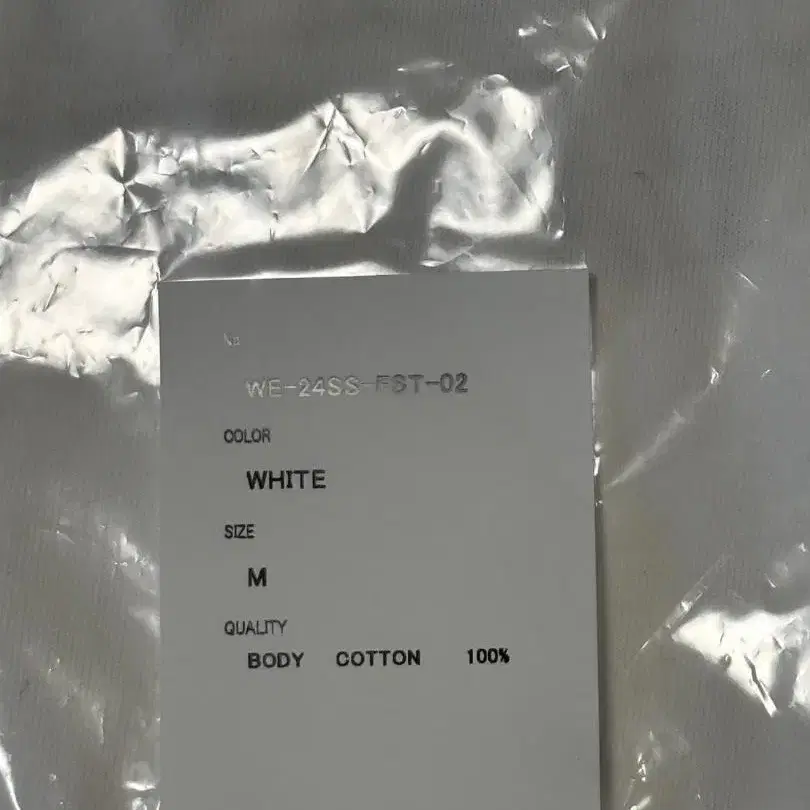 No
WE-24SS-FST-02
COLOR
WHITE
SIZE
M
QUALITY
BODY COTTON 100%